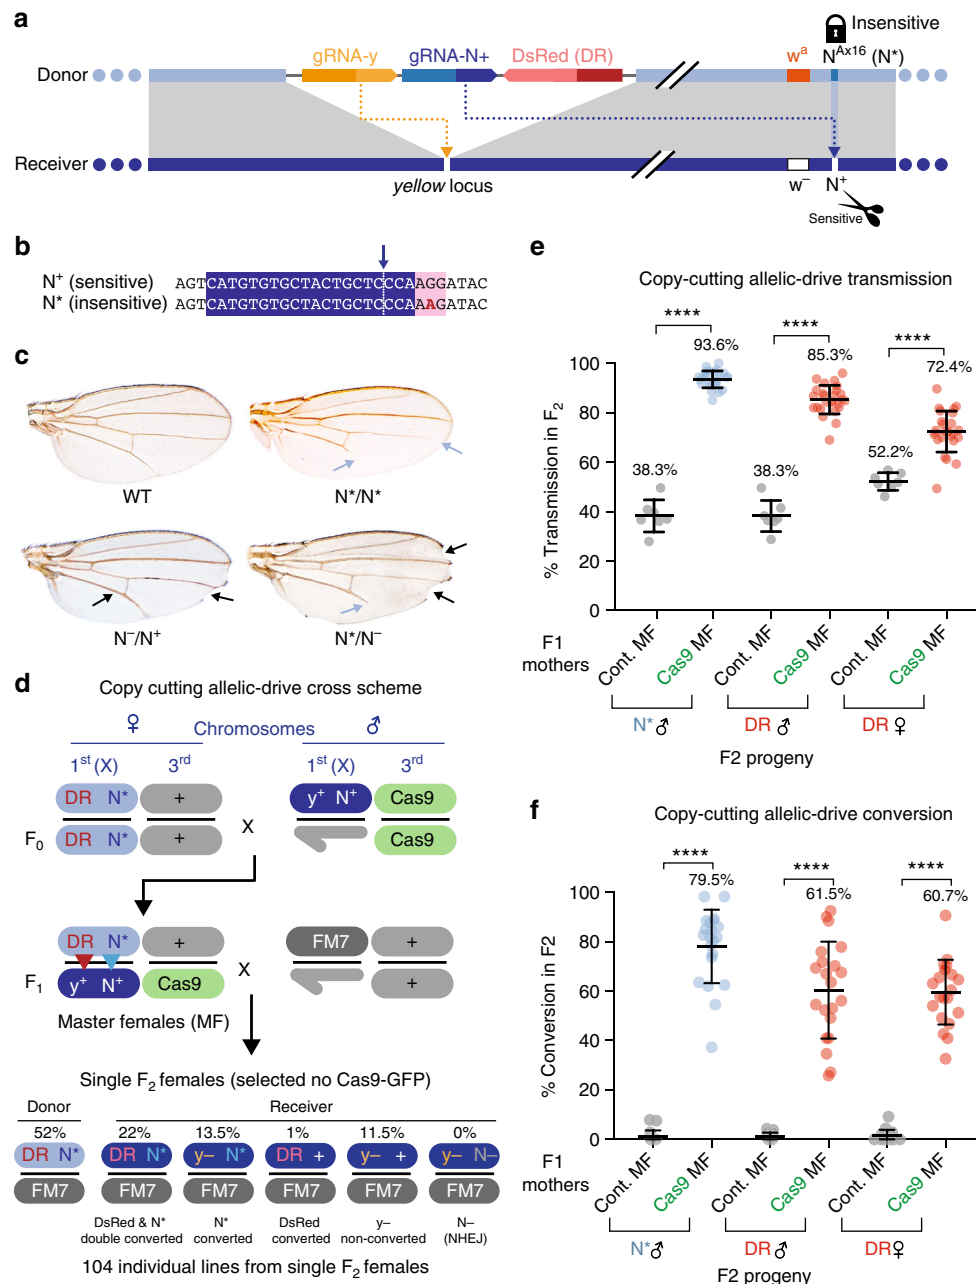 a
Insensitive
gRNA-y
gRNA-N+
DsRed (DR)
wᵃ
Nᴬˣ¹⁶ (N*)
Donor
Receiver
yellow locus
w⁻
N⁺
Sensitive
b
N⁺ (sensitive) AGTCATGTGTGCTACTGCTCCCAAGGATAC
N* (insensitive) AGTCATGTGTGCTACTGCTCCCAAAGATAC
c
WT
N*/N*
N⁻/N⁺
N*/N⁻
d
Copy cutting allelic-drive cross scheme
♀ Chromosomes ♂
1ˢᵗ (X) 3ʳᵈ 1ˢᵗ (X) 3ʳᵈ
DR N* + y⁺ N⁺ Cas9
X
F₀ DR N* + Cas9
DR N* + FM7 +
X
F₁ y⁺ N⁺ Cas9 +
Master females (MF)
Single F₂ females (selected no Cas9-GFP)
Donor Receiver
52% 22% 13.5% 1% 11.5% 0%
DR N* DR N* y– N* DR + y– + y– N–
FM7 FM7 FM7 FM7 FM7 FM7
DsRed & N* double converted
N* converted
DsRed converted
y– non-converted
N– (NHEJ)
104 individual lines from single F₂ females
e
Copy-cutting allelic-drive transmission
**** **** ****
93.6% 85.3% 72.4%
38.3% 38.3% 52.2%
% Transmission in F₂
100
80
60
40
20
0
F1 mothers
Cont. MF
Cas9 MF
Cont. MF
Cas9 MF
Cont. MF
Cas9 MF
N*♂ DR ♂ DR ♀
F2 progeny
f
Copy-cutting allelic-drive conversion
**** **** ****
79.5% 61.5% 60.7%
% Conversion in F2
100
80
60
40
20
0
F1 mothers
Cont. MF
Cas9 MF
Cont. MF
Cas9 MF
Cont. MF
Cas9 MF
N*♂ DR ♂ DR♀
F2 progeny